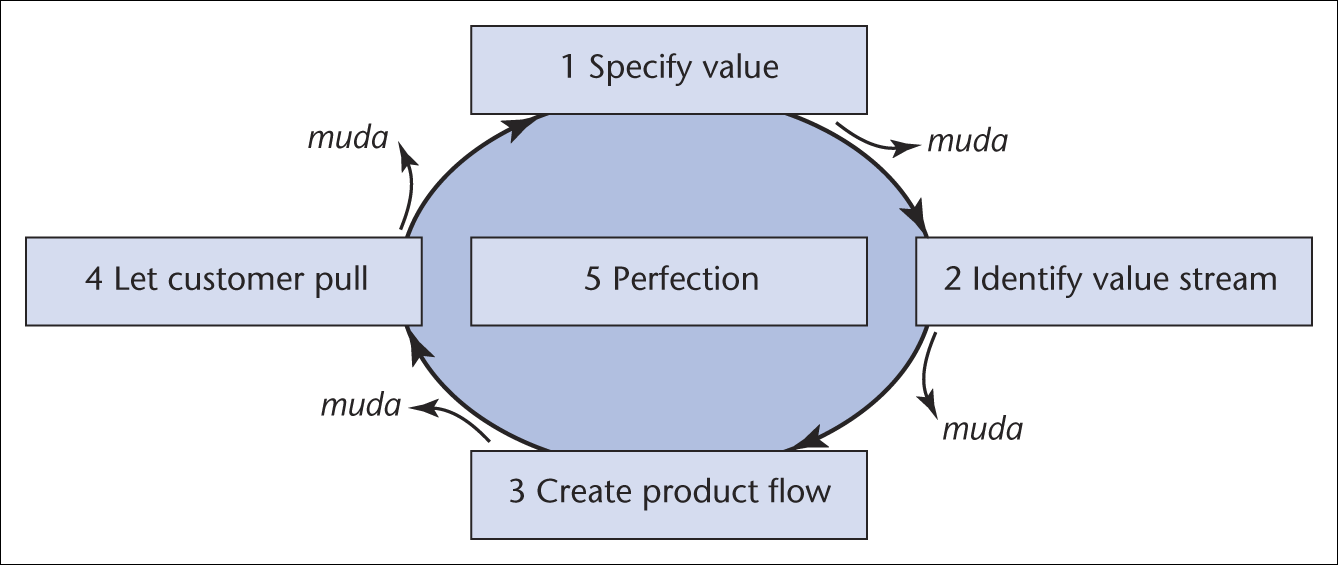 1 Specify value
muda
muda
4 Let customer pull
5 Perfection
2 Identify value stream
muda
muda
3 Create product flow